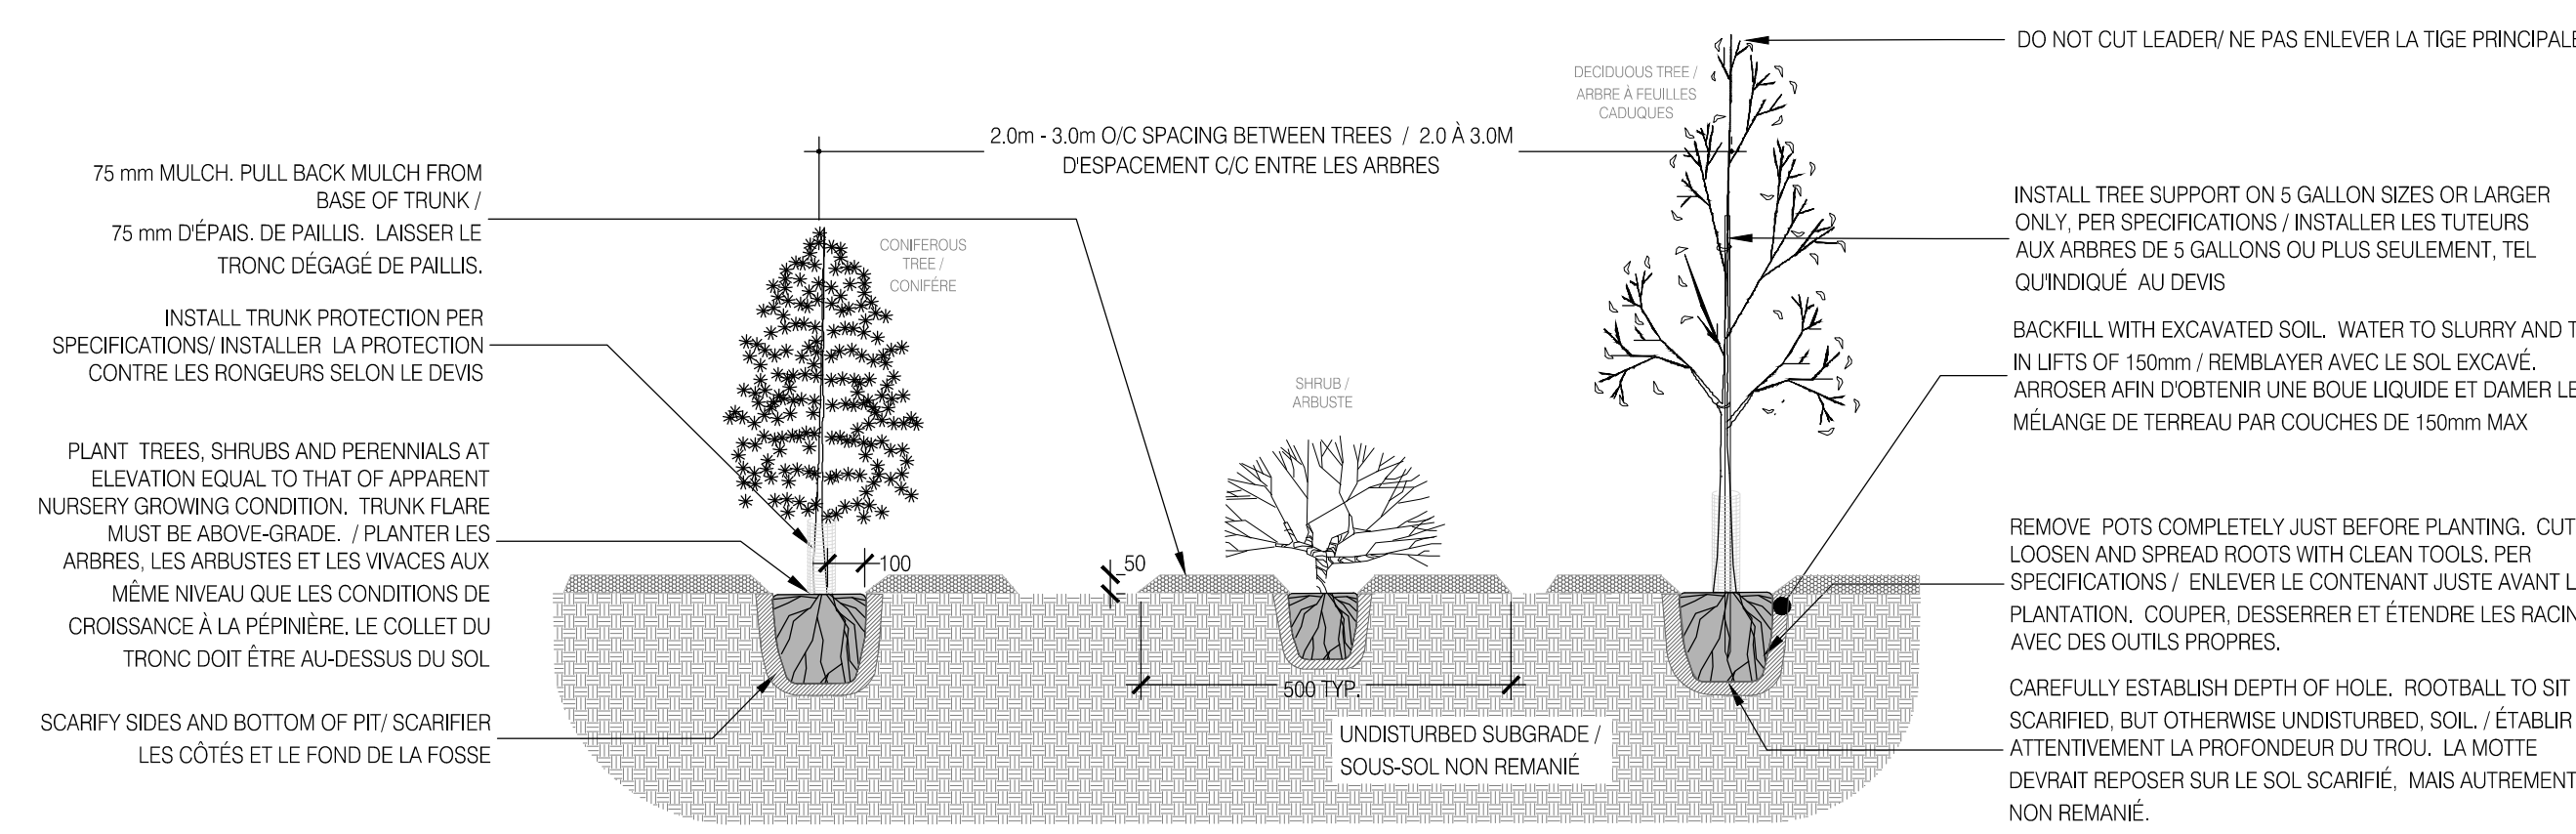 75 mm MULCH. PULL BACK MULCH FROM
BASE OF TRUNK /
75 mm D'ÉPAIS. DE PAILLIS. LAISSER LE
TRONC DÉGAGÉ DE PAILLIS.
INSTALL TRUNK PROTECTION PER
SPECIFICATIONS/ INSTALLER LA PROTECTION
CONTRE LES RONGEURS SELON LE DEVIS
PLANT TREES, SHRUBS AND PERENNIALS AT
ELEVATION EQUAL TO THAT OF APPARENT
NURSERY GROWING CONDITION. TRUNK FLARE
MUST BE ABOVE-GRADE. / PLANTER LES
ARBRES, LES ARBUSTES ET LES VIVACES AUX
MÊME NIVEAU QUE LES CONDITIONS DE
CROISSANCE À LA PÉPINIÈRE. LE COLLET DU
TRONC DOIT ÊTRE AU-DESSUS DU SOL
SCARIFY SIDES AND BOTTOM OF PIT/ SCARIFIER
LES CÔTÉS ET LE FOND DE LA FOSSE
2.0m - 3.0m O/C SPACING BETWEEN TREES / 2.0 À 3.0M
D'ESPACEMENT C/C ENTRE LES ARBRES
CONIFEROUS
TREE /
CONIFÉRE
100
50
SHRUB /
ARBUSTE
500 TYP.
UNDISTURBED SUBGRADE /
SOUS-SOL NON REMANIÉ
DECIDUOUS TREE /
ARBRE À FEUILLES
CADUQUES
DO NOT CUT LEADER/ NE PAS ENLEVER LA TIGE PRINCIPALE
INSTALL TREE SUPPORT ON 5 GALLON SIZES OR LARGER
ONLY, PER SPECIFICATIONS / INSTALLER LES TUTEURS
AUX ARBRES DE 5 GALLONS OU PLUS SEULEMENT, TEL
QU'INDIQUÉ AU DEVIS
BACKFILL WITH EXCAVATED SOIL. WATER TO SLURRY AND
IN LIFTS OF 150mm / REMBLAYER AVEC LE SOL EXCAVÉ.
ARROSER AFIN D'OBTENIR UNE BOUE LIQUIDE ET DAMER LE
MÉLANGE DE TERREAU PAR COUCHES DE 150mm MAX
REMOVE POTS COMPLETELY JUST BEFORE PLANTING. CUT
LOOSEN AND SPREAD ROOTS WITH CLEAN TOOLS. PER
SPECIFICATIONS / ENLEVER LE CONTENANT JUSTE AVANT
PLANTATION. COUPER, DESSERRER ET ÉTENDRE LES
AVEC DES OUTILS PROPRES.
CAREFULLY ESTABLISH DEPTH OF HOLE. ROOTBALL TO SIT
SCARIFIED, BUT OTHERWISE UNDISTURBED, SOIL. / ÉTABLIR
ATTENTIVEMENT LA PROFONDEUR DU TROU. LA MOTTE
DEVRAIT REPOSER SUR LE SOL SCARIFIÉ, MAIS AUTREMENT
NON REMANIÉ.